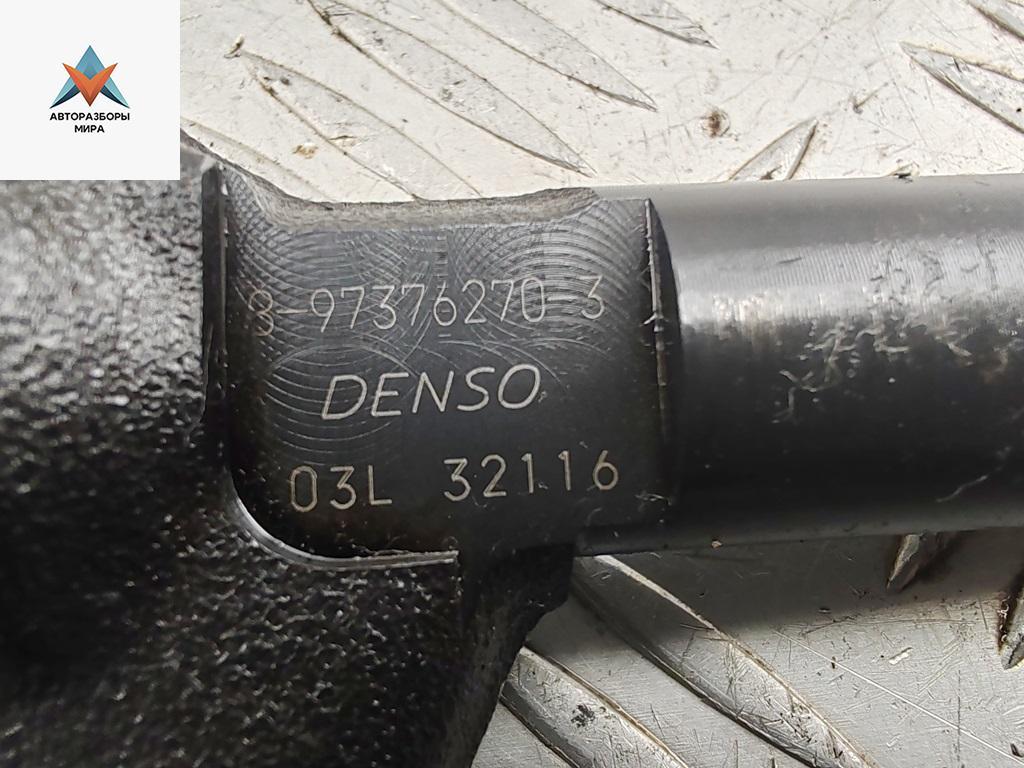 АВТОРАЗБОРЫ
МИРА
8-97376270-3
DENSO
03L 32116